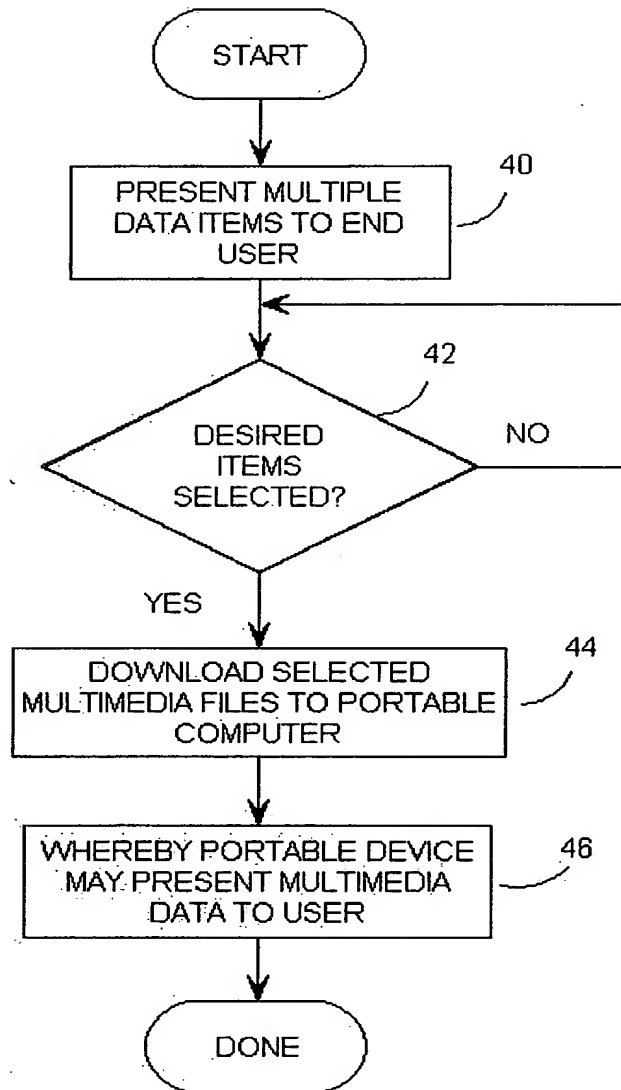 START
40
PRESENT MULTIPLE
DATA ITEMS TO END
USER
42
DESIRED
ITEMS
SELECTED?
NO
YES
44
DOWNLOAD SELECTED
MULTIMEDIA FILES TO PORTABLE
COMPUTER
46
WHEREBY PORTABLE DEVICE
MAY PRESENT MULTIMEDIA
DATA TO USER
DONE